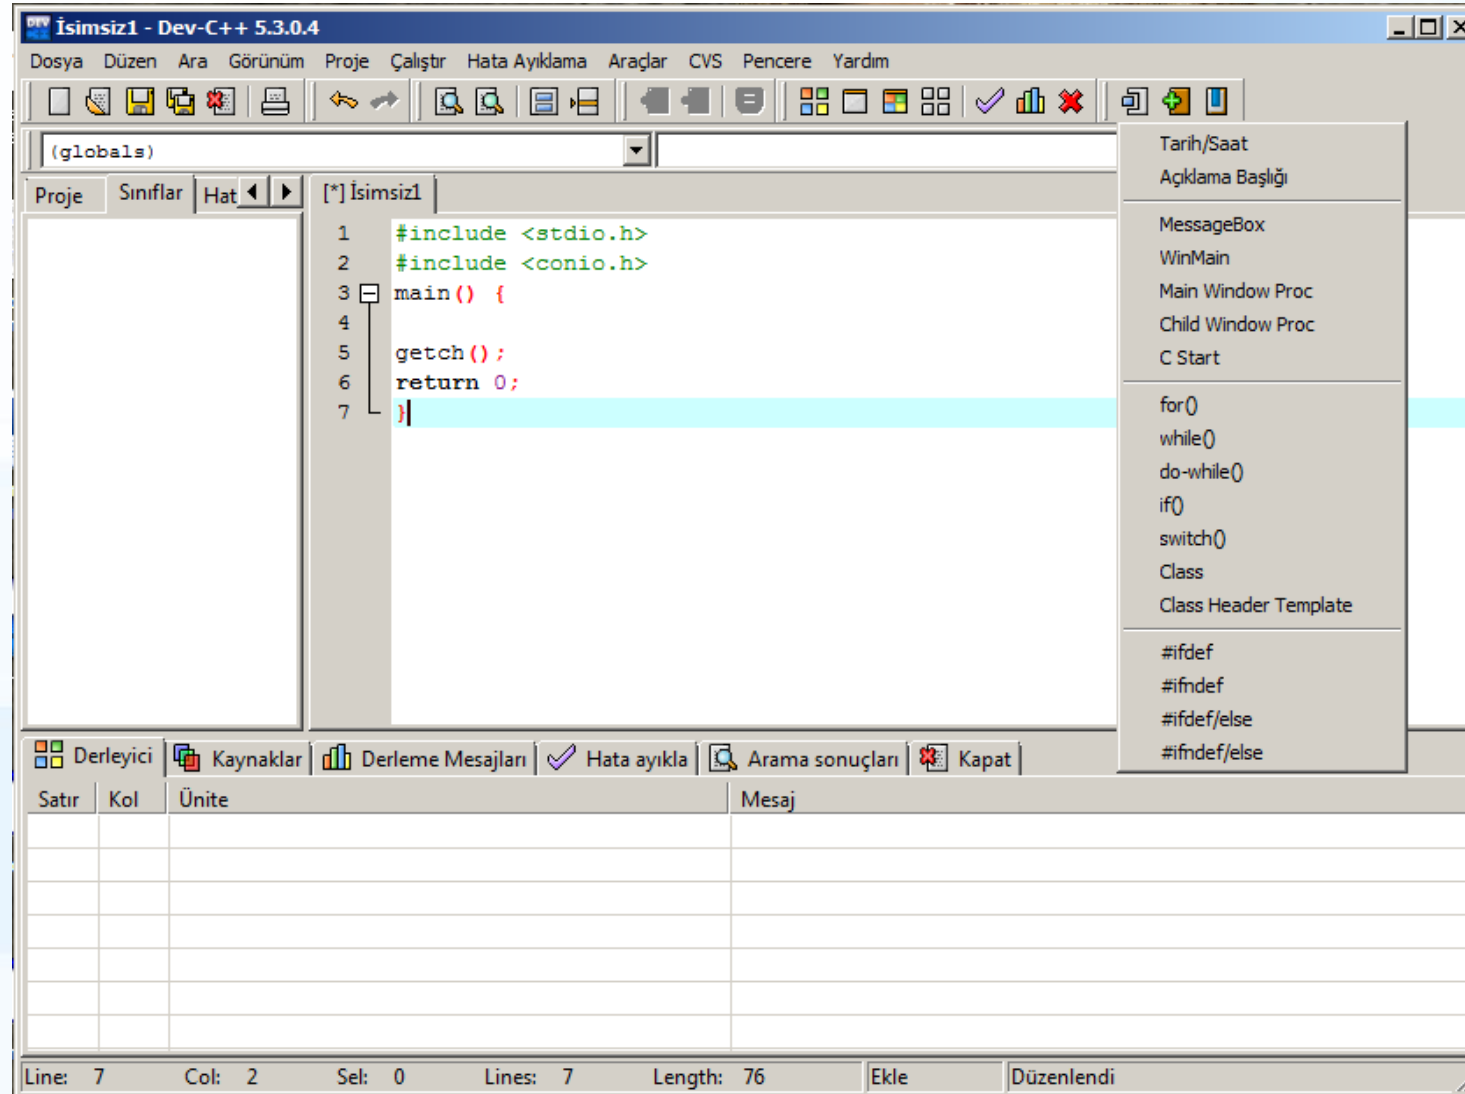 İsimsiz1 - Dev-C++ 5.3.0.4
Dosya Düzen Ara Görünüm Proje Çalıştır Hata Ayıklama Araçlar CVS Pencere Yardım
(globals)
Proje Sınıflar Hat
[*] İsimsiz1
1 #include <stdio.h>
2 #include <conio.h>
3 main() {
4
5 getch();
6 return 0;
7 }
Tarih/Saat
Açıklama Başlığı
MessageBox
WinMain
Main Window Proc
Child Window Proc
C Start
for()
while()
do-while()
if()
switch()
Class
Class Header Template
#ifdef
#ifndef
#ifdef/else
#ifndef/else
Derleyici Kaynaklar Derleme Mesajları Hata ayıkla Arama sonuçları Kapat
Satır Kol Ünite Mesaj
Line: 7 Col: 2 Sel: 0 Lines: 7 Length: 76 Ekle Düzenlendi